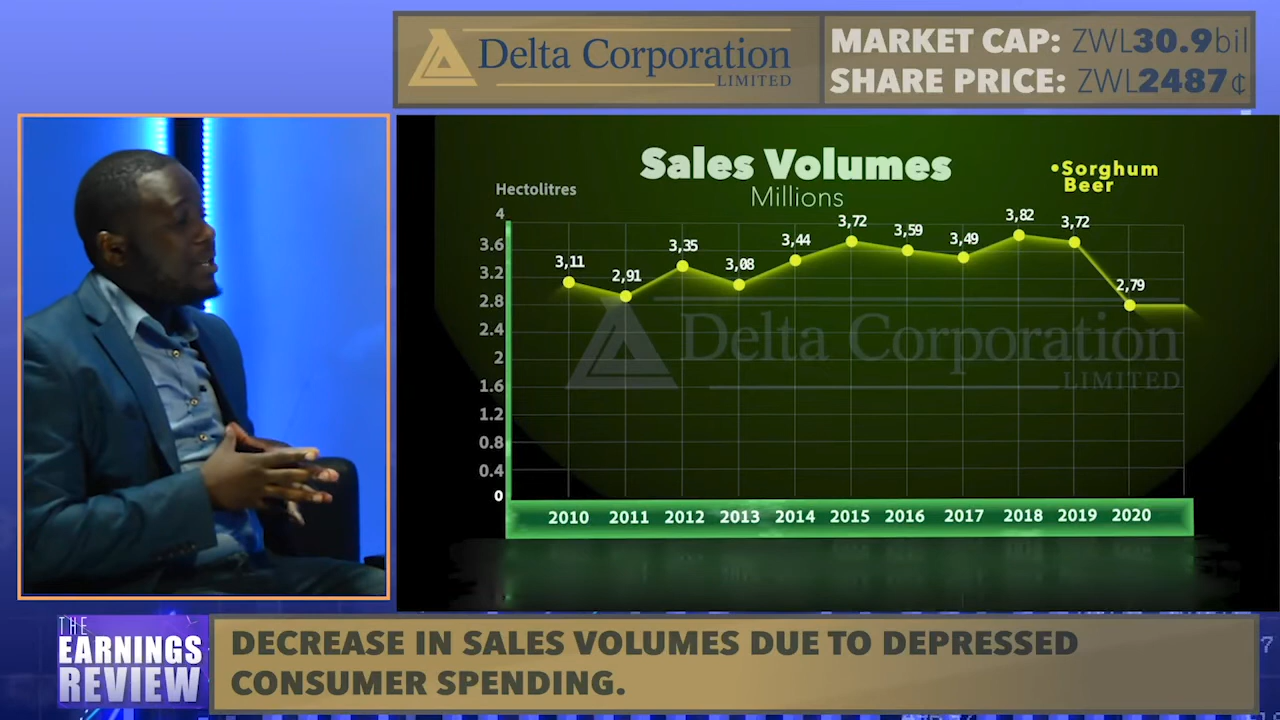 Delta Corporation
LIMITED
MARKET CAP: ZWL30.9bil
SHARE PRICE: ZWL2487¢
Sales Volumes
Millions
•Sorghum
Beer
Hectolitres
4
3.6
3.2
2.8
2.4
2
1.6
1.2
0.8
0.4
0
3,11
2,91
3,35
3,08
3,44
3,72
3,59
3,49
3,82
3,72
2,79
Delta Corporation
LIMITED
2010 2011 2012 2013 2014 2015 2016 2017 2018 2019 2020
THE
EARNINGS
REVIEW
DECREASE IN SALES VOLUMES DUE TO DEPRESSED
CONSUMER SPENDING.